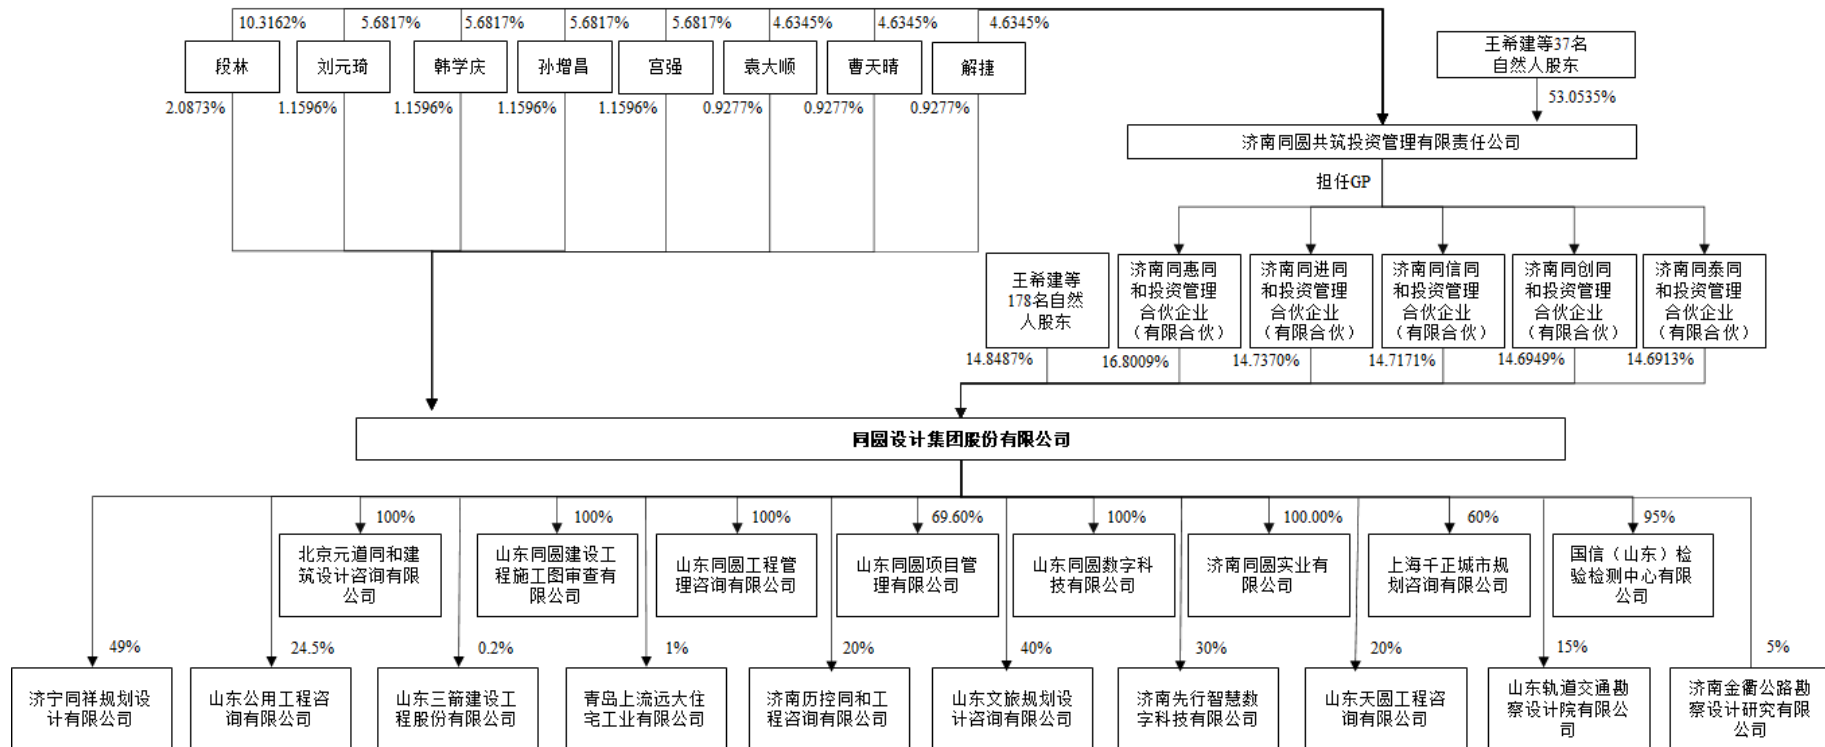 10.3162%
5.6817%
5.6817%
5.6817%
5.6817%
4.6345%
4.6345%
4.6345%
段林
刘元琦
韩学庆
孙增昌
宫强
袁大顺
曹天晴
解捷
王希建等37名
自然人股东
2.0873%
1.1596%
1.1596%
1.1596%
1.1596%
0.9277%
0.9277%
0.9277%
53.0535%
济南同圆共筑投资管理有限责任公司
担任GP
王希建等
178名自然
人股东
济南同惠同
和投资管理
合伙企业
（有限合伙）
济南同进同
和投资管理
合伙企业
（有限合伙）
济南同信同
和投资管理
合伙企业
（有限合伙）
济南同创同
和投资管理
合伙企业
（有限合伙）
济南同泰同
和投资管理
合伙企业
（有限合伙）
14.8487%
16.8009%
14.7370%
14.7171%
14.6949%
14.6913%
同圆设计集团股份有限公司
100%
100%
100%
69.60%
100%
100.00%
60%
95%
北京元道同和建
筑设计咨询有限
公司
山东同圆建设工
程施工图审查有
限公司
山东同圆工程管
理咨询有限公司
山东同圆项目管
理有限公司
山东同圆数字科
技有限公司
济南同圆实业有
限公司
上海千正城市规
划咨询有限公司
国信（山东）检
验检测中心有限
公司
49%
24.5%
0.2%
1%
20%
40%
30%
20%
15%
5%
济宁同祥规划设
计有限公司
山东公用工程咨
询有限公司
山东三箭建设工
程股份有限公司
青岛上流远大住
宅工业有限公司
济南历控同和工
程咨询有限公司
山东文旅规划设
计咨询有限公司
济南先行智慧数
字科技有限公司
山东天圆工程咨
询有限公司
山东轨道交通勘
察设计院有限公
司
济南金衢公路勘
察设计研究有限
公司